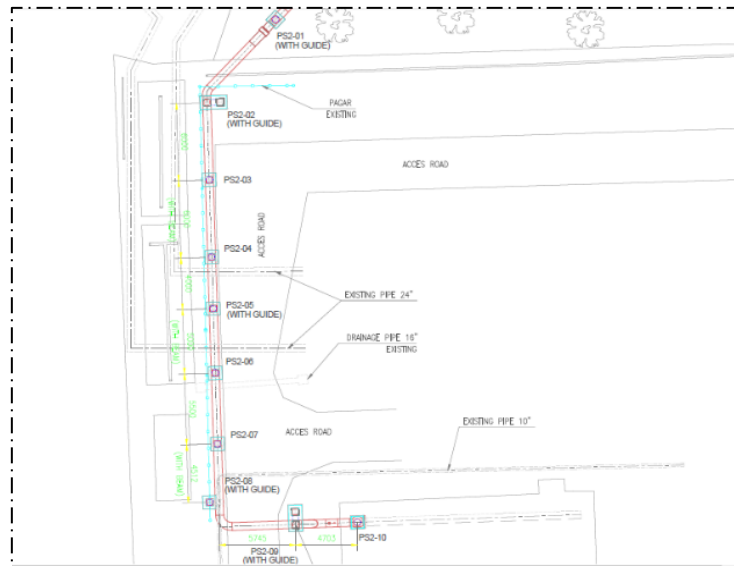 PS2-01
(WITH GUIDE)
PAGAR
EXISTING
PS2-02
(WITH GUIDE)
ACCES ROAD
PS2-03
ACCES ROAD
PS2-04
EXISTING PIPE 24"
PS2-05
(WITH GUIDE)
DRAINAGE PIPE 16"
EXISTING
PS2-06
EXISTING PIPE 10"
ACCES ROAD
PS2-07
PS2-08
(WITH GUIDE)
5745
4703
PS2-09
(WITH GUIDE)
PS2-10